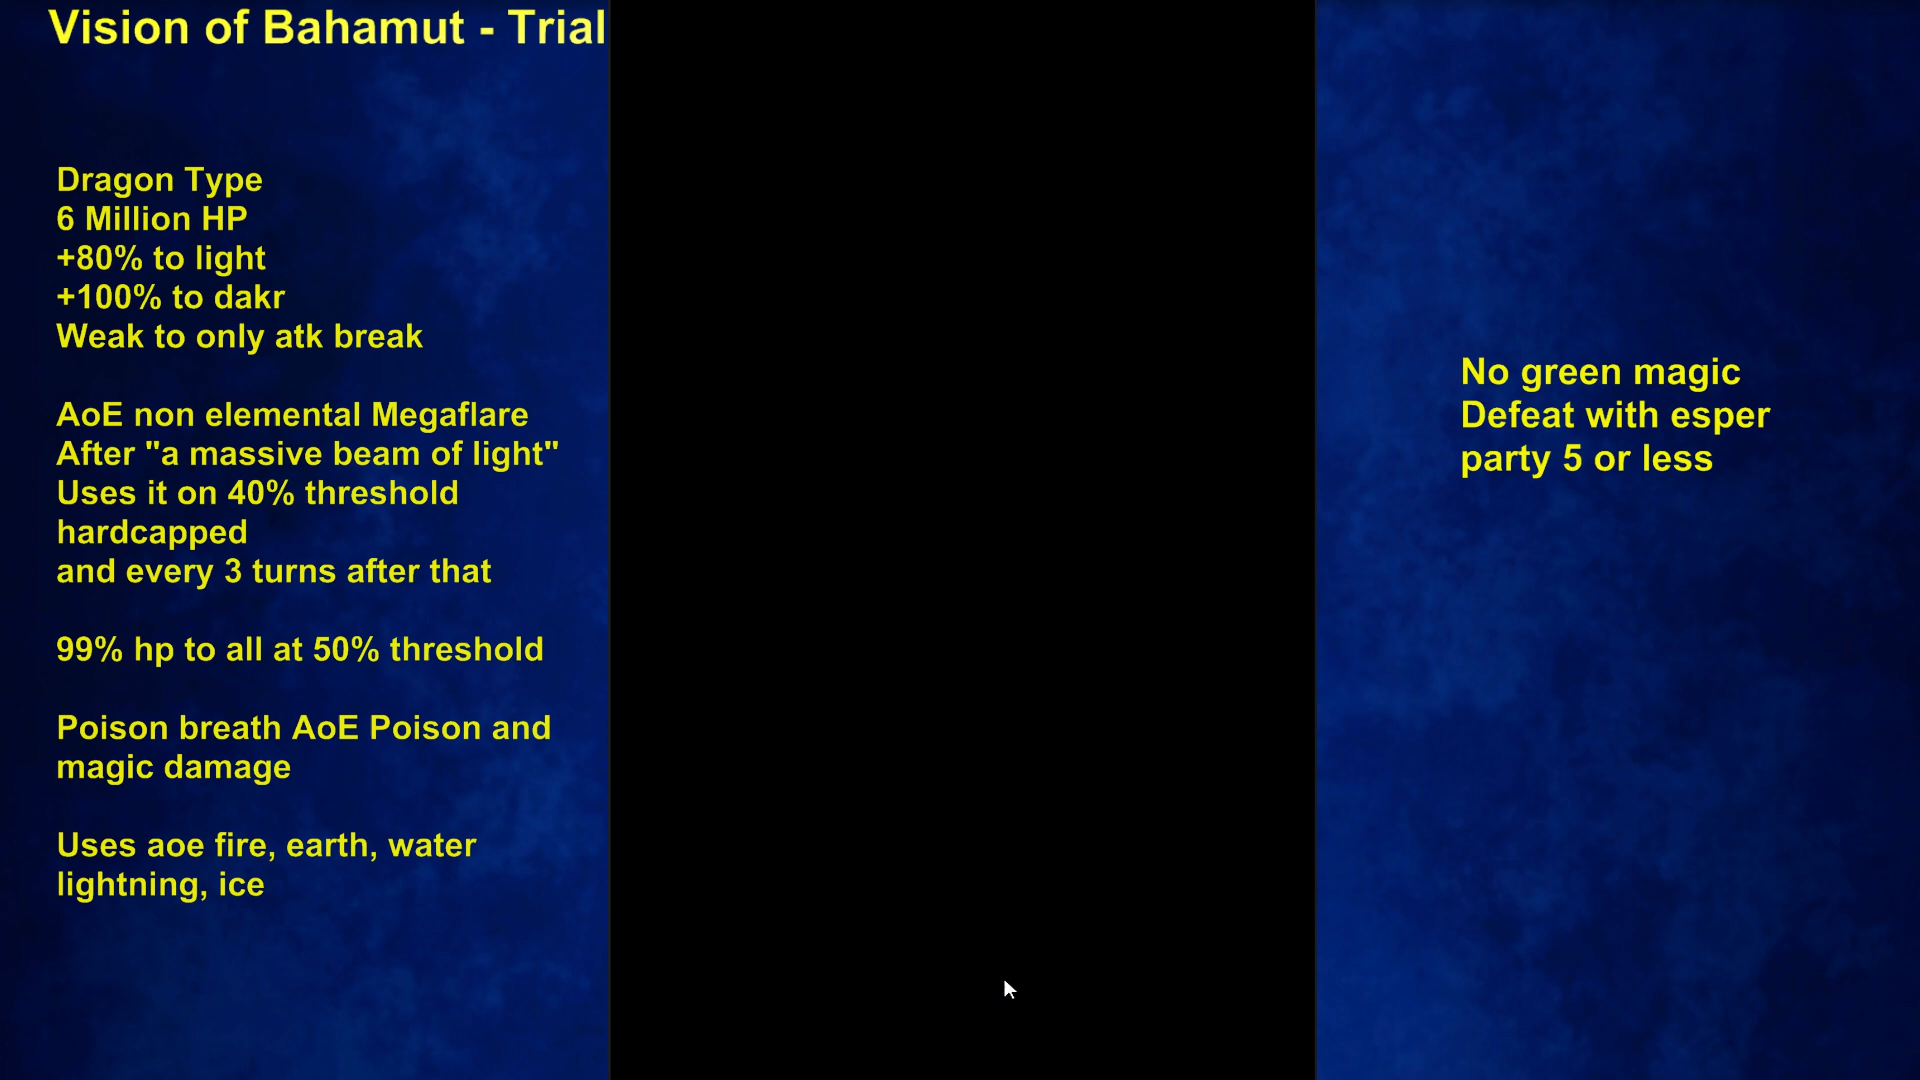 Vision of Bahamut - Trial
Dragon Type
6 Million HP
+80% to light
+100% to dakr
Weak to only atk break
AoE non elemental Megaflare
After "a massive beam of light"
Uses it on 40% threshold
hardcapped
and every 3 turns after that
99% hp to all at 50% threshold
Poison breath AoE Poison and
magic damage
Uses aoe fire, earth, water
lightning, ice
No green magic
Defeat with esper
party 5 or less